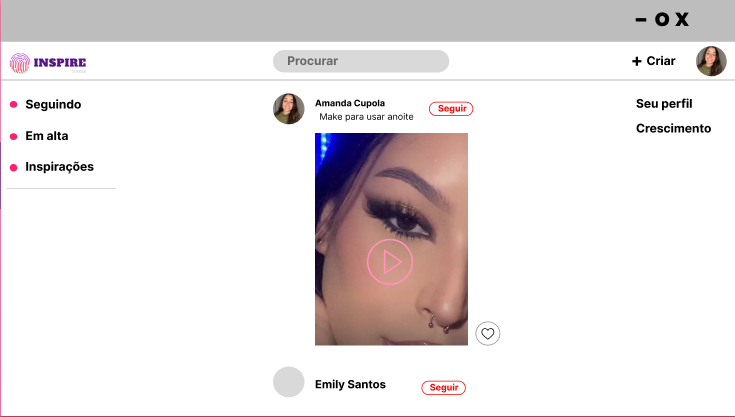 INSPIRE
Procurar
+ Criar
Seguindo
Em alta
Inspirações
Amanda Cupola
Make para usar anoite
Seguir
Seu perfil
Crescimento
Emily Santos
Seguir